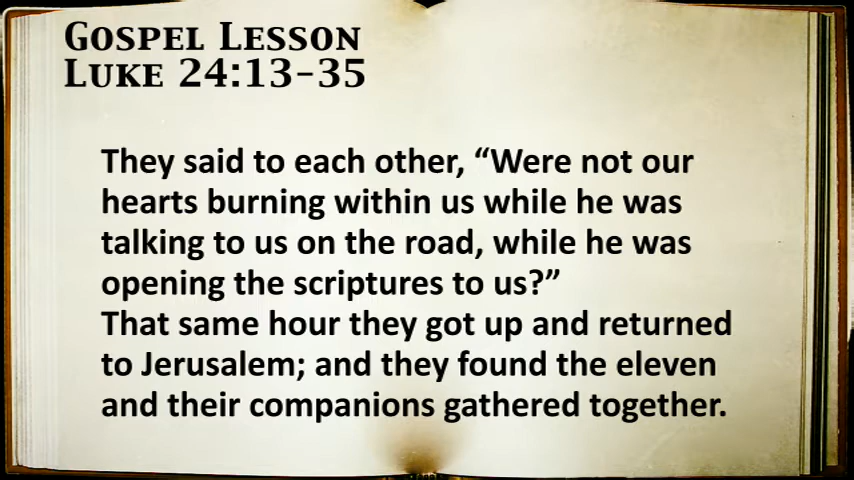 Gospel Lesson
Luke 24:13-35
They said to each other, “Were not our
hearts burning within us while he was
talking to us on the road, while he was
opening the scriptures to us?”
That same hour they got up and returned
to Jerusalem; and they found the eleven
and their companions gathered together.